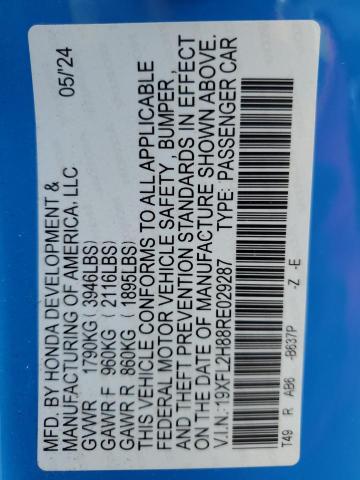 MFD. BY HONDA DEVELOPMENT &
MANUFACTURING OF AMERICA, LLC 05/'24
GVWR 1790KG ( 3946LBS)
GAWR F 960KG ( 2116LBS)
GAWR R 860KG ( 1895LBS)
THIS VEHICLE CONFORMS TO ALL APPLICABLE
FEDERAL MOTOR VEHICLE SAFETY , BUMPER,
AND THEFT PREVENTION STANDARDS IN EFFECT
ON THE DATE OF MANUFACTURE SHOWN ABOVE.
V.I.N.:19XFL2H88RE029287 TYPE: PASSENGER CAR
T49 R AB6 -B637P -Z -E